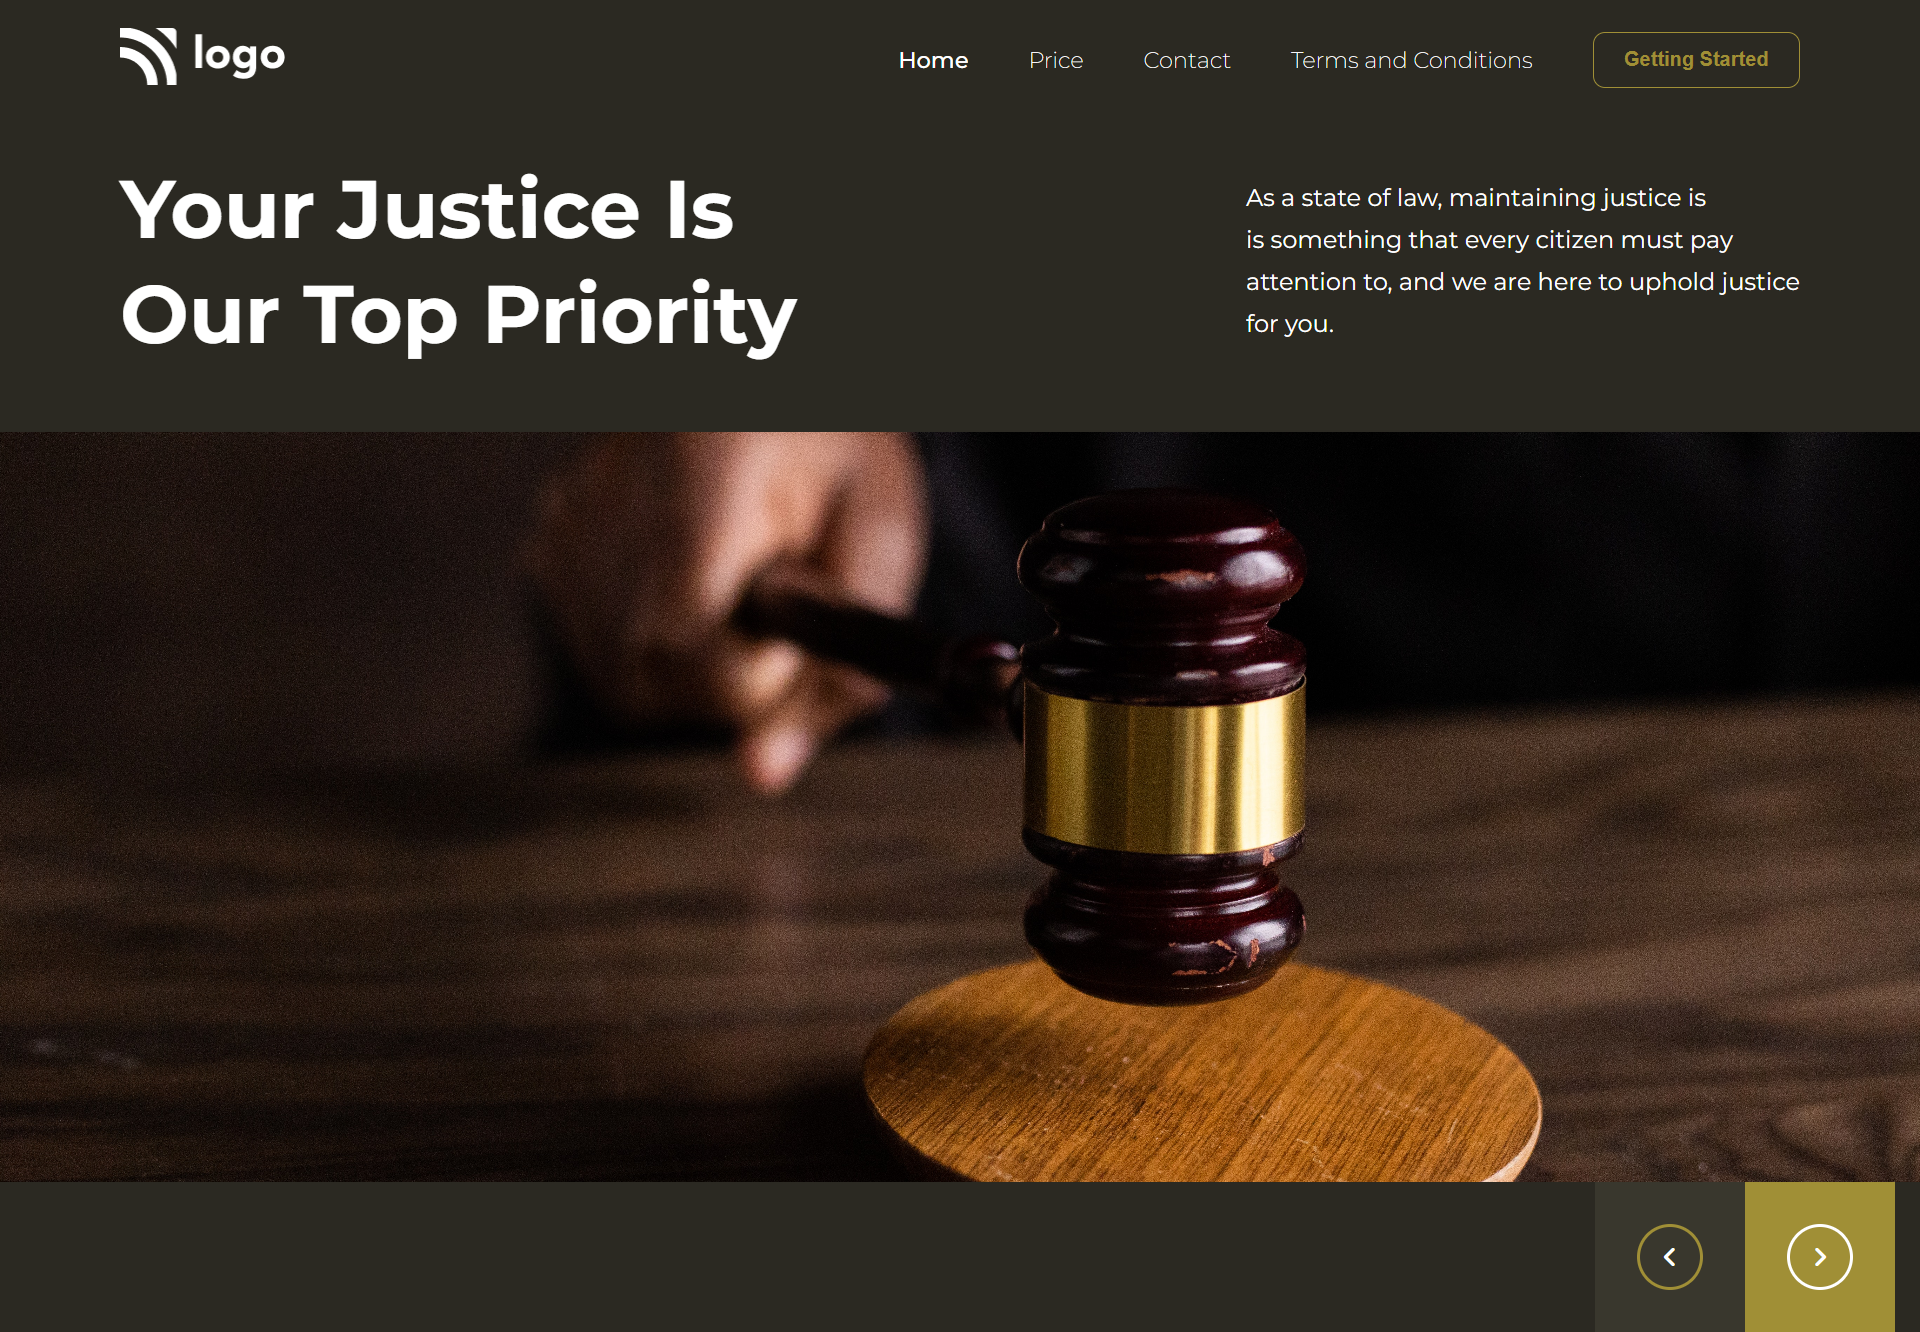 logo
Home
Price
Contact
Terms and Conditions
Getting Started
Your Justice Is
Our Top Priority
As a state of law, maintaining justice is
is something that every citizen must pay
attention to, and we are here to uphold justice
for you.